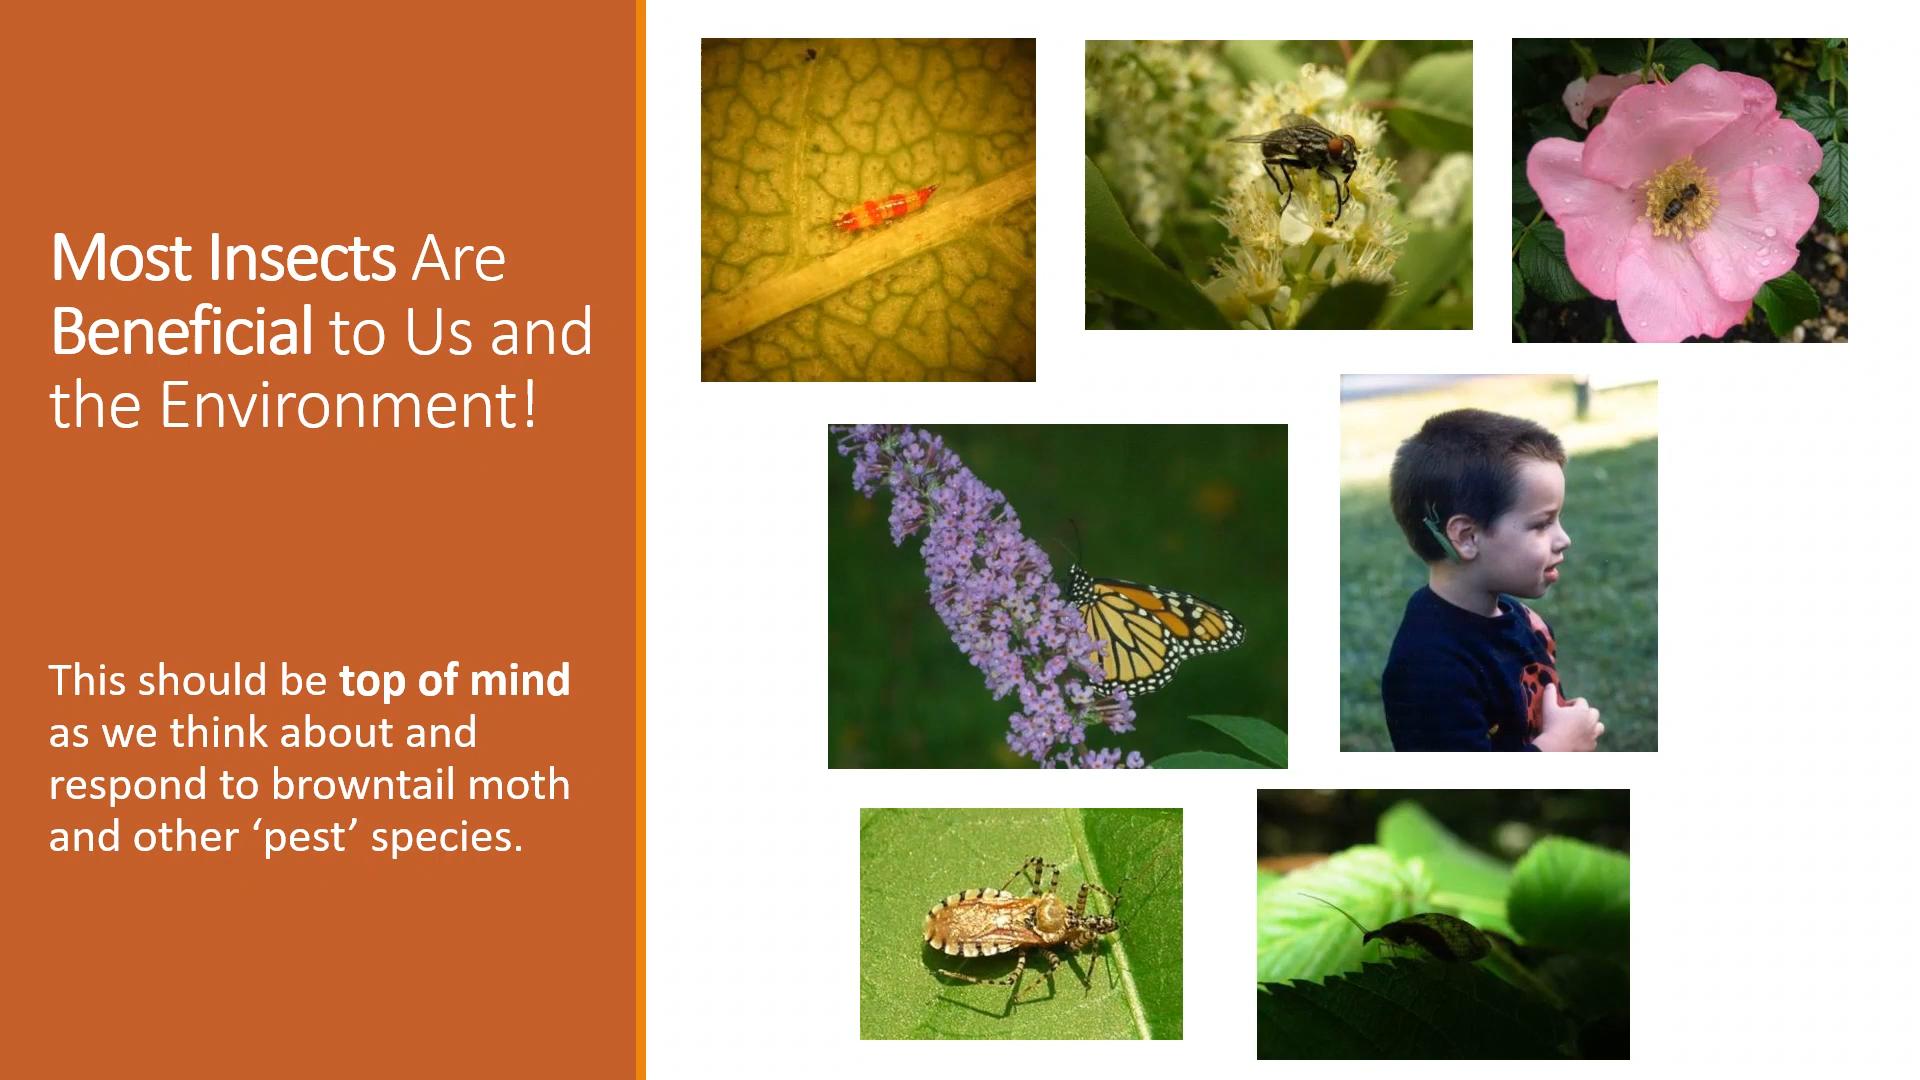 Most Insects Are
Beneficial to Us and
the Environment!
This should be top of mind
as we think about and
respond to browntail moth
and other ‘pest’ species.